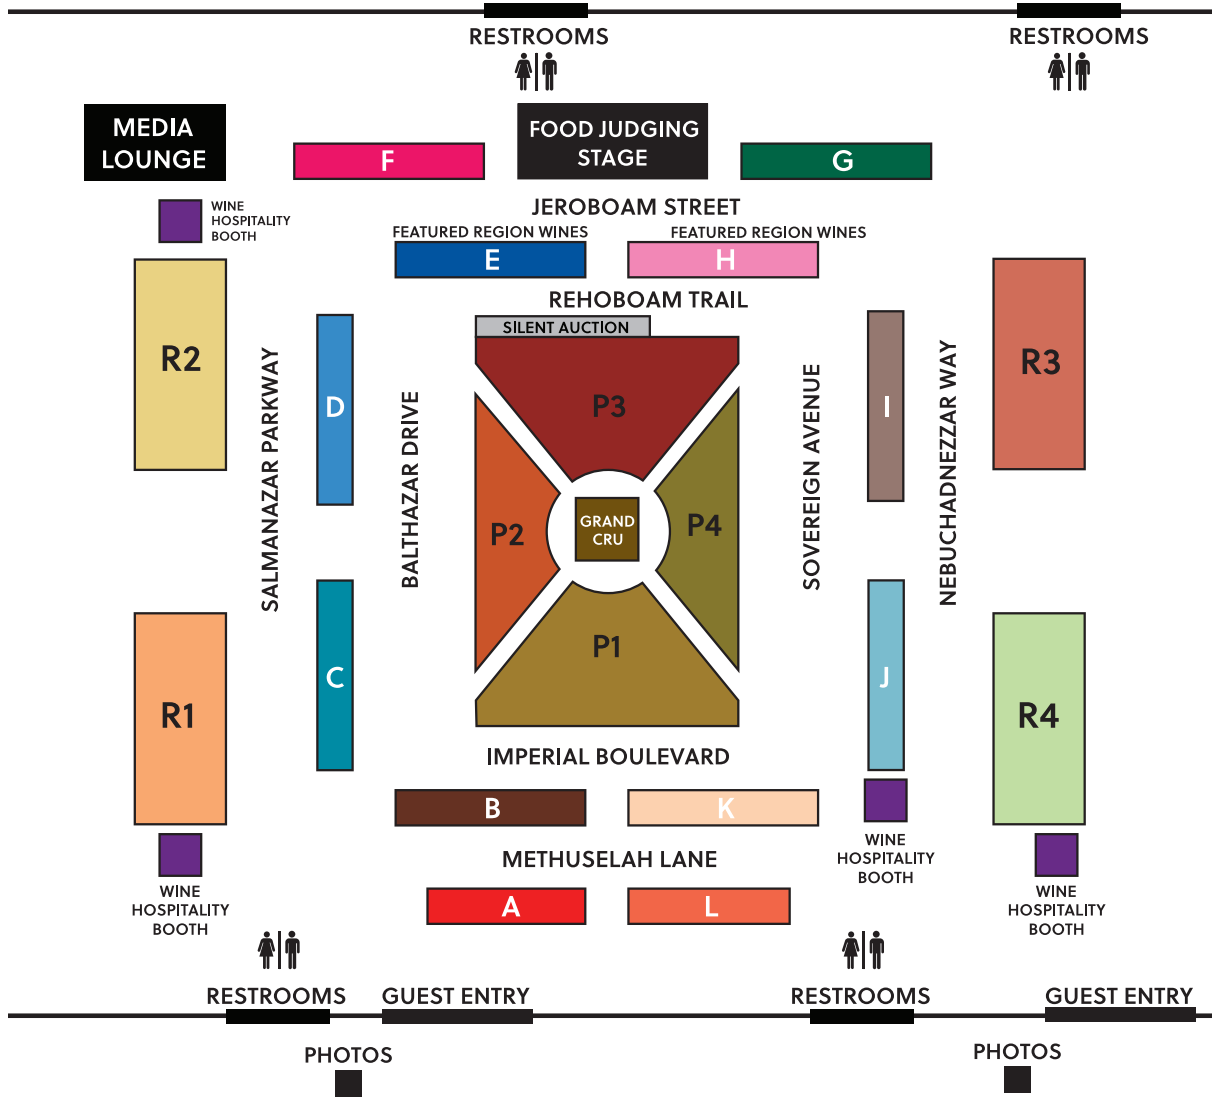 RESTROOMS
RESTROOMS
MEDIA
LOUNGE
FOOD JUDGING
STAGE
F
G
WINE
HOSPITALITY
BOOTH
JEROBOAM STREET
FEATURED REGION WINES
FEATURED REGION WINES
E
H
REHOBOAM TRAIL
SILENT AUCTION
R2
D
P3
I
R3
SALMANAZAR PARKWAY
BALTHAZAR DRIVE
SOVEREIGN AVENUE
NEBUCHADNEZZAR WAY
P2
GRAND
CRU
P4
P1
C
J
R1
R4
IMPERIAL BOULEVARD
B
K
WINE
HOSPITALITY
BOOTH
METHUSELAH LANE
WINE
HOSPITALITY
BOOTH
WINE
HOSPITALITY
BOOTH
A
L
RESTROOMS
GUEST ENTRY
RESTROOMS
GUEST ENTRY
PHOTOS
PHOTOS